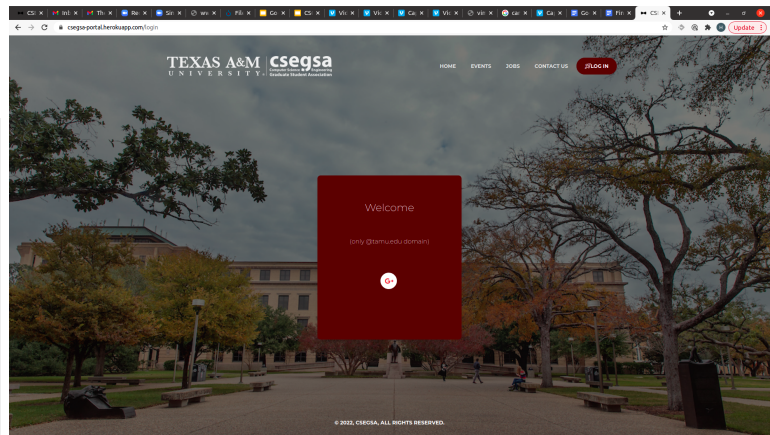 Update
csegsa-portal.herokuapp.com/login
TEXAS A&M
UNIVERSITY
csegsa
Computer Science & Engineering
Graduate Student Association
HOME EVENTS JOBS CONTACT US LOG IN
Welcome
(only @tamu.edu domain)
G+
© 2022, CSEGSA, ALL RIGHTS RESERVED.